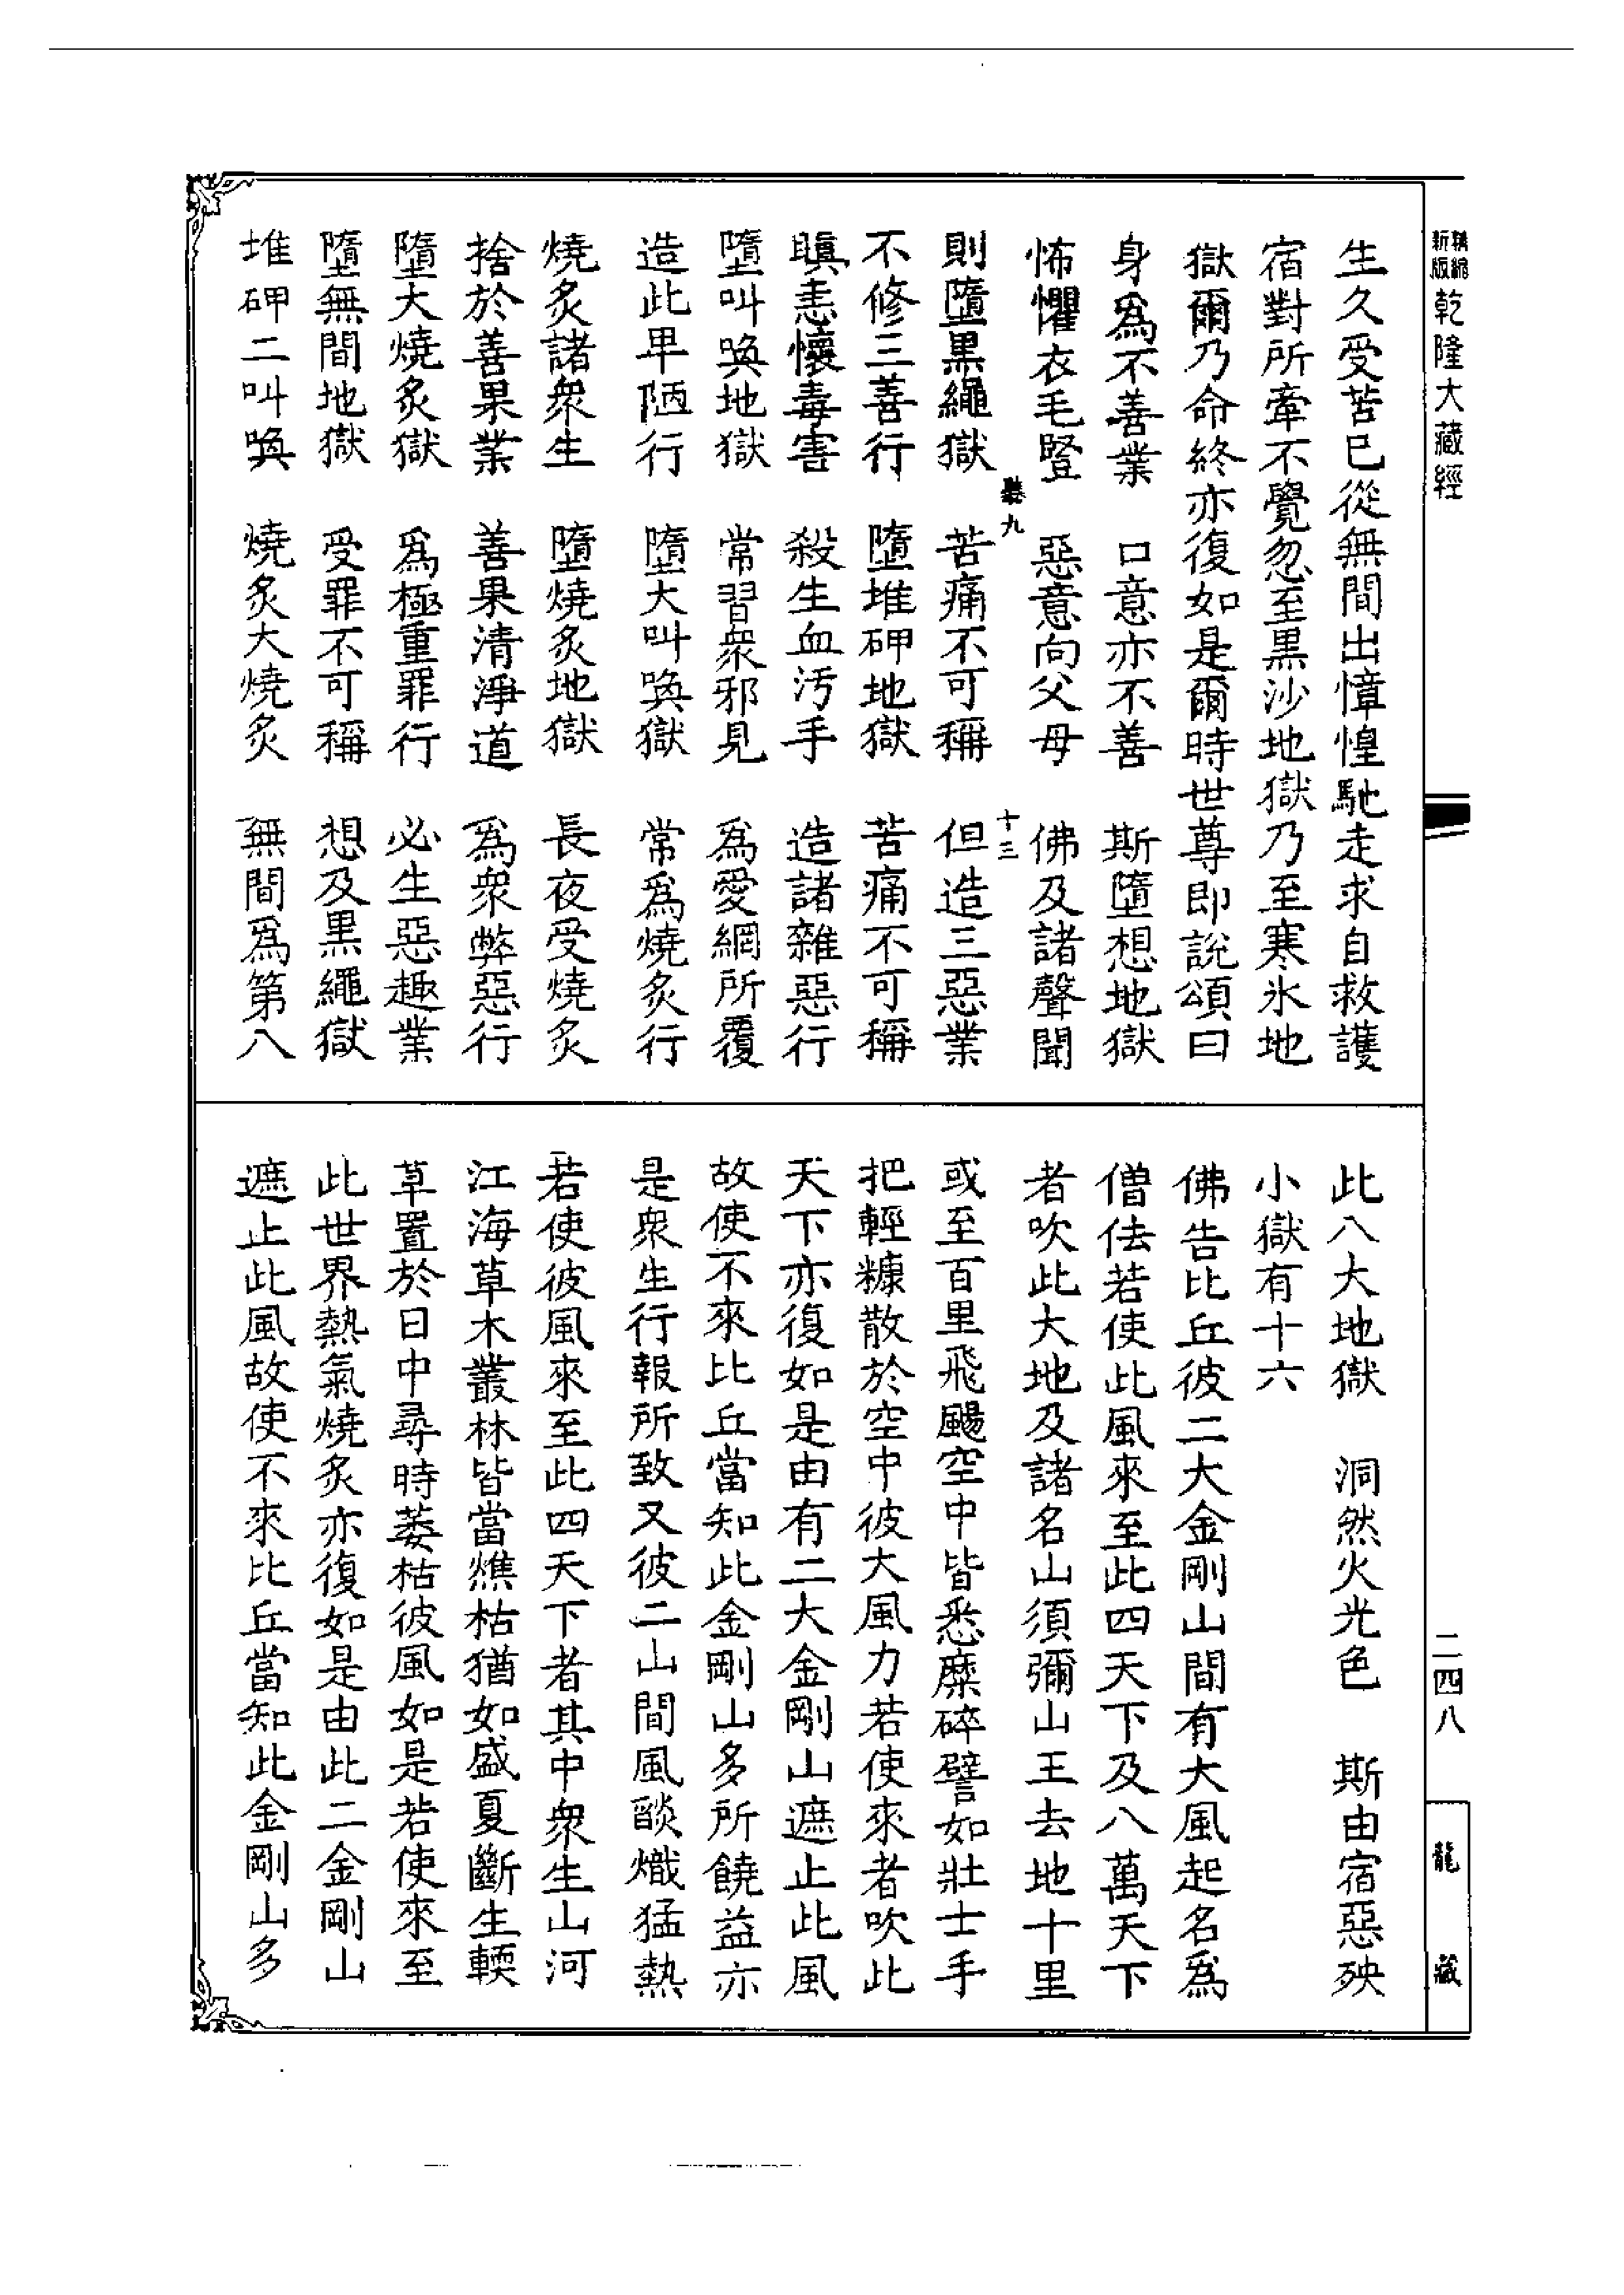 精縮新版乾隆大藏經
二四八
龍藏
生久受苦已從無間出慞惶馳走求自救護
宿對所牽不覺忽至黑沙地獄乃至寒氷地
獄爾乃命終亦復如是爾時世尊即說頌曰
身爲不善業　口意亦不善　斯墮想地獄
怖懼衣毛豎　惡意向父母　佛及諸聲聞
聽九　十三
則墮黑繩獄　苦痛不可稱　但造三惡業
不修三善行　墮堆砰地獄　苦痛不可稱
瞋恚懷毒害　殺生血污手　造諸雜惡行
墮叫喚地獄　常習衆邪見　爲愛網所覆
造此卑陋行　墮大叫喚獄　常爲燒炙行
燒炙諸衆生　墮燒炙地獄　長夜受燒炙
捨於善果業　善果清淨道　爲衆弊惡行
墮大燒炙獄　爲極重罪行　必生惡趣業
墮無間地獄　受罪不可稱　想及黑繩獄
堆砰二叫喚　燒炙大燒炙　無間爲第八
此八大地獄　洞然火光色　斯由宿惡殃
小獄有十六
佛告比丘彼二大金剛山間有大風起名爲
僧佉若使此風來至此四天下及八萬天下
者吹此大地及諸名山須彌山王去地十里
或至百里飛颺空中皆悉糜碎譬如壯士手
把輕糠散於空中彼大風力若使來者吹此
天下亦復如是由有二大金剛山遮止此風
故使不來比丘當知此金剛山多所饒益亦
是衆生行報所致又彼二山間風燄熾猛熱
若使彼風來至此四天下者其中衆生山河
江海草木叢林皆當燋枯猶如盛夏斷生輭
草置於日中尋時萎枯彼風如是若使來至
此世界熱氣燒炙亦復如是由此二金剛山
遮止此風故使不來比丘當知此金剛山多